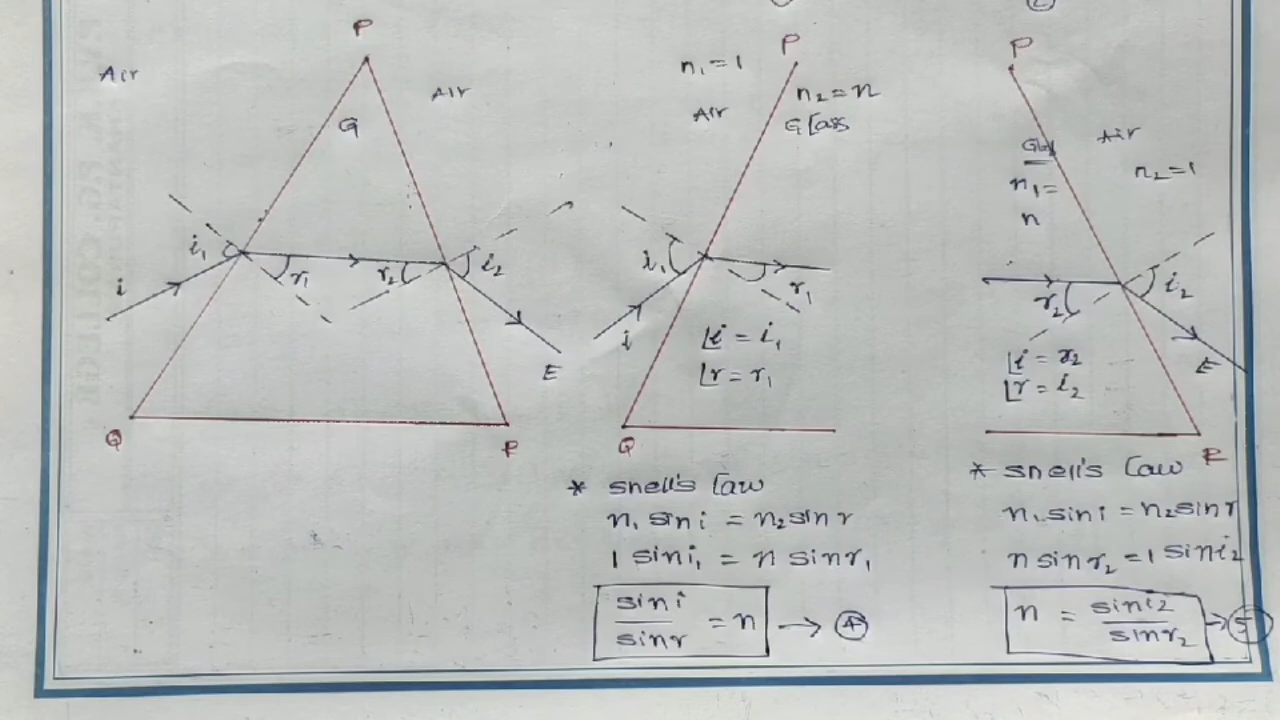 ②
P
Air
Air
G
i₁
r₁
r₂
i₂
i
E
Q
R
n₁ = 1
P
n₂ = n
Air
Glass
i₁
r₁
i
∠i = i₁
∠r = r₁
Q
* snell's law
n₁ sin i = n₂ sin r
1 sin i₁ = n sin r₁
sin i / sin r = n → ④
P
Air
n₂ = 1
n₁ =
n
r₂
i₂
∠i = r₂
∠r = i₂
E
R
* snell's law
n₁ sin i = n₂ sin r
n sin r₂ = 1 sin i₂
n = sin i₂ / sin r₂ → ⑤